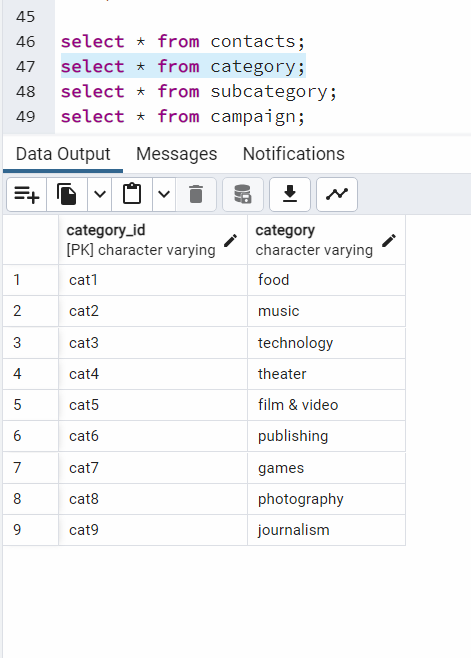 45
46 select * from contacts;
47 select * from category;
48 select * from subcategory;
49 select * from campaign;
Data Output Messages Notifications
category_id category
[PK] character varying character varying
1 cat1 food
2 cat2 music
3 cat3 technology
4 cat4 theater
5 cat5 film & video
6 cat6 publishing
7 cat7 games
8 cat8 photography
9 cat9 journalism